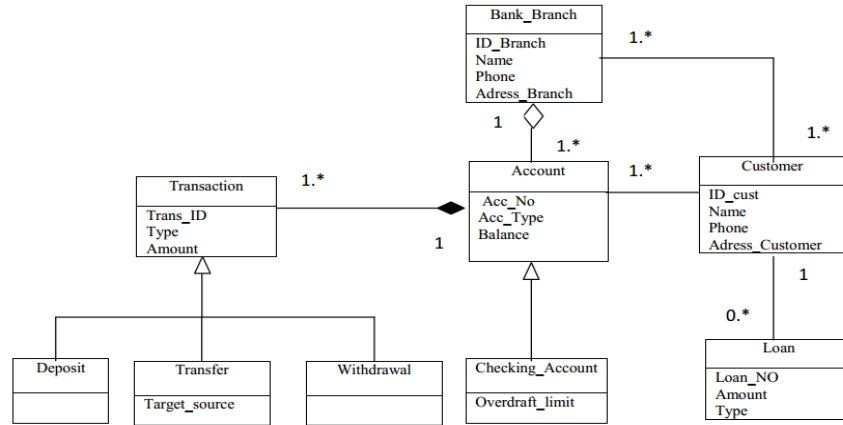 Bank_Branch
ID_Branch
Name
Phone
Adress_Branch
1.*
1
1.*
1.*
Transaction
Trans_ID
Type
Amount
1.*
1
Account
Acc_No
Acc_Type
Balance
1.*
Customer
ID_cust
Name
Phone
Adress_Customer
1
0.*
Deposit
Transfer
Target_source
Withdrawal
Checking_Account
Overdraft_limit
Loan
Loan_NO
Amount
Type